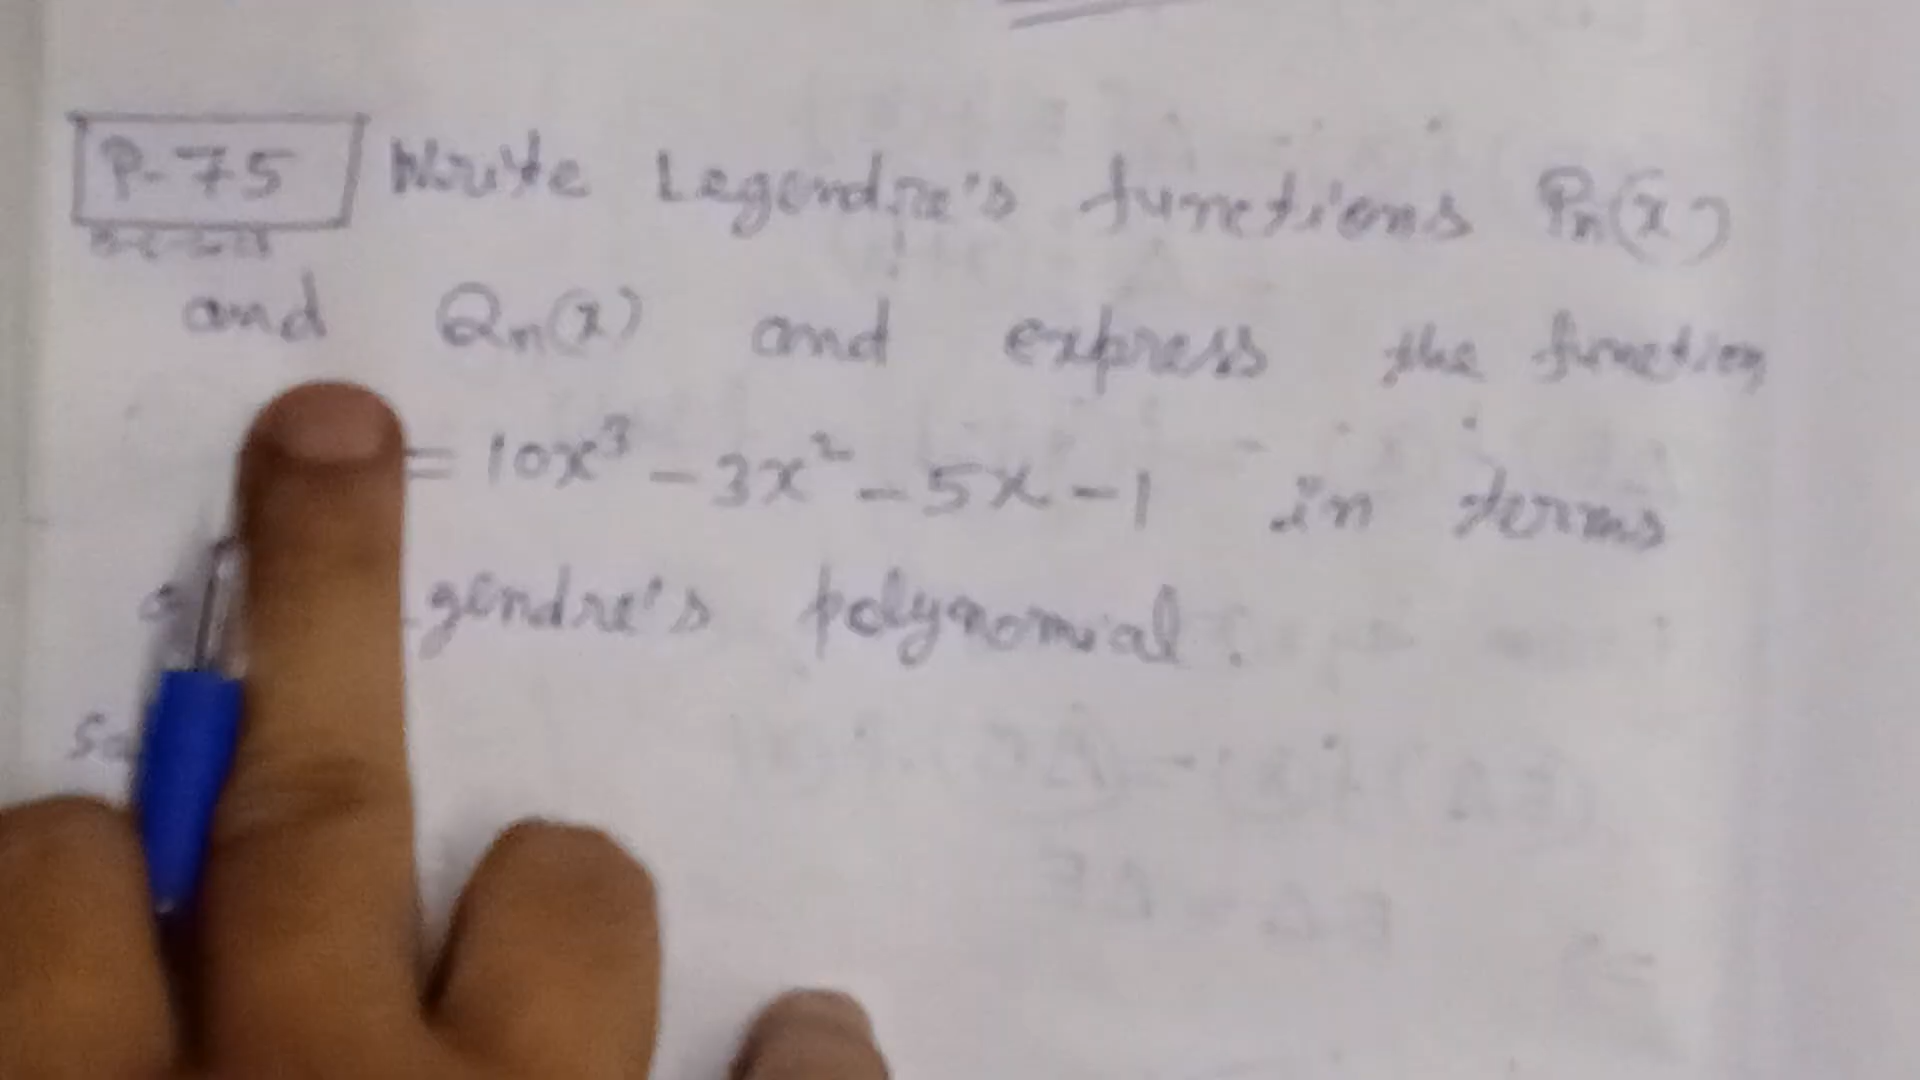 P-75 Write Legendre's functions Pn(x)
and Qn(x) and express the function
= 10x³ - 3x² - 5x - 1 in terms
gendre's polynomial.